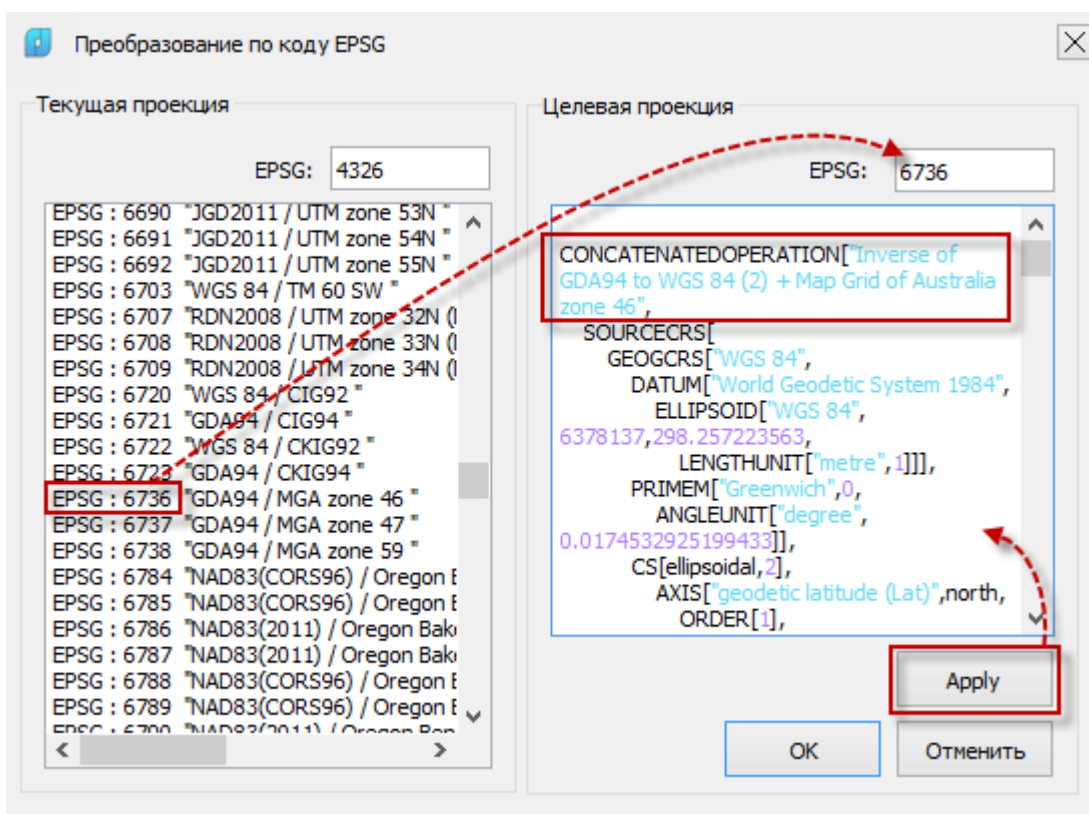 Преобразование по коду EPSG
Текущая проекция
EPSG: 4326
EPSG : 6690 "JGD2011 / UTM zone 53N "
EPSG : 6691 "JGD2011 / UTM zone 54N "
EPSG : 6692 "JGD2011 / UTM zone 55N "
EPSG : 6703 "WGS 84 / TM 60 SW "
EPSG : 6707 "RDN2008 / UTM zone 32N (
EPSG : 6708 "RDN2008 / UTM zone 33N (
EPSG : 6709 "RDN2008 / UTM zone 34N (
EPSG : 6720 "WGS 84 / CIG92 "
EPSG : 6721 "GDA94 / CIG94 "
EPSG : 6722 "WGS 84 / CKIG92 "
EPSG : 6723 "GDA94 / CKIG94 "
EPSG : 6736 "GDA94 / MGA zone 46 "
EPSG : 6737 "GDA94 / MGA zone 47 "
EPSG : 6738 "GDA94 / MGA zone 59 "
EPSG : 6784 "NAD83(CORS96) / Oregon
EPSG : 6785 "NAD83(CORS96) / Oregon
EPSG : 6786 "NAD83(2011) / Oregon Bak
EPSG : 6787 "NAD83(2011) / Oregon Bak
EPSG : 6788 "NAD83(CORS96) / Oregon
EPSG : 6789 "NAD83(CORS96) / Oregon
EPSG : 6790 "NAD83(2011) / Oregon
Целевая проекция
EPSG: 6736
CONCATENATEDOPERATION["Inverse of
GDA94 to WGS 84 (2) + Map Grid of Australia
zone 46",
SOURCECRS[
GEOGCRS["WGS 84",
DATUM["World Geodetic System 1984",
ELLIPSOID["WGS 84",
6378137,298.257223563,
LENGTHUNIT["metre",1]]],
PRIMEM["Greenwich",0,
ANGLEUNIT["degree",
0.0174532925199433]],
CS[ellipsoidal,2],
AXIS["geodetic latitude (Lat)",north,
ORDER[1],
Apply
OK
Отменить